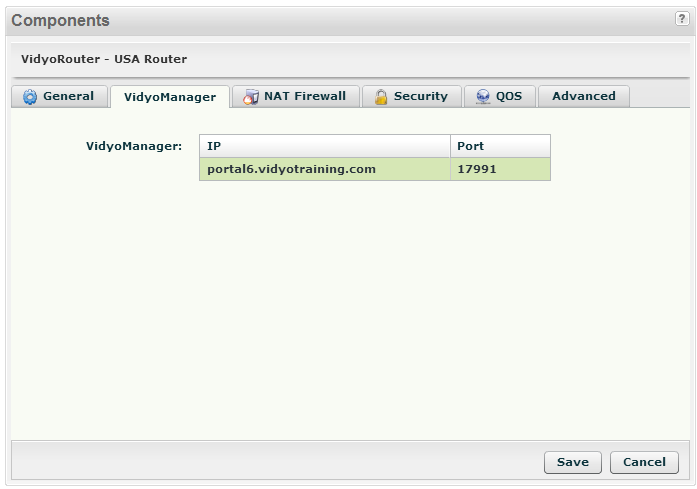 Components
?
VidyoRouter - USA Router
General VidyoManager NAT Firewall Security QOS Advanced
VidyoManager: IP Port
portal6.vidyotraining.com 17991
Save Cancel